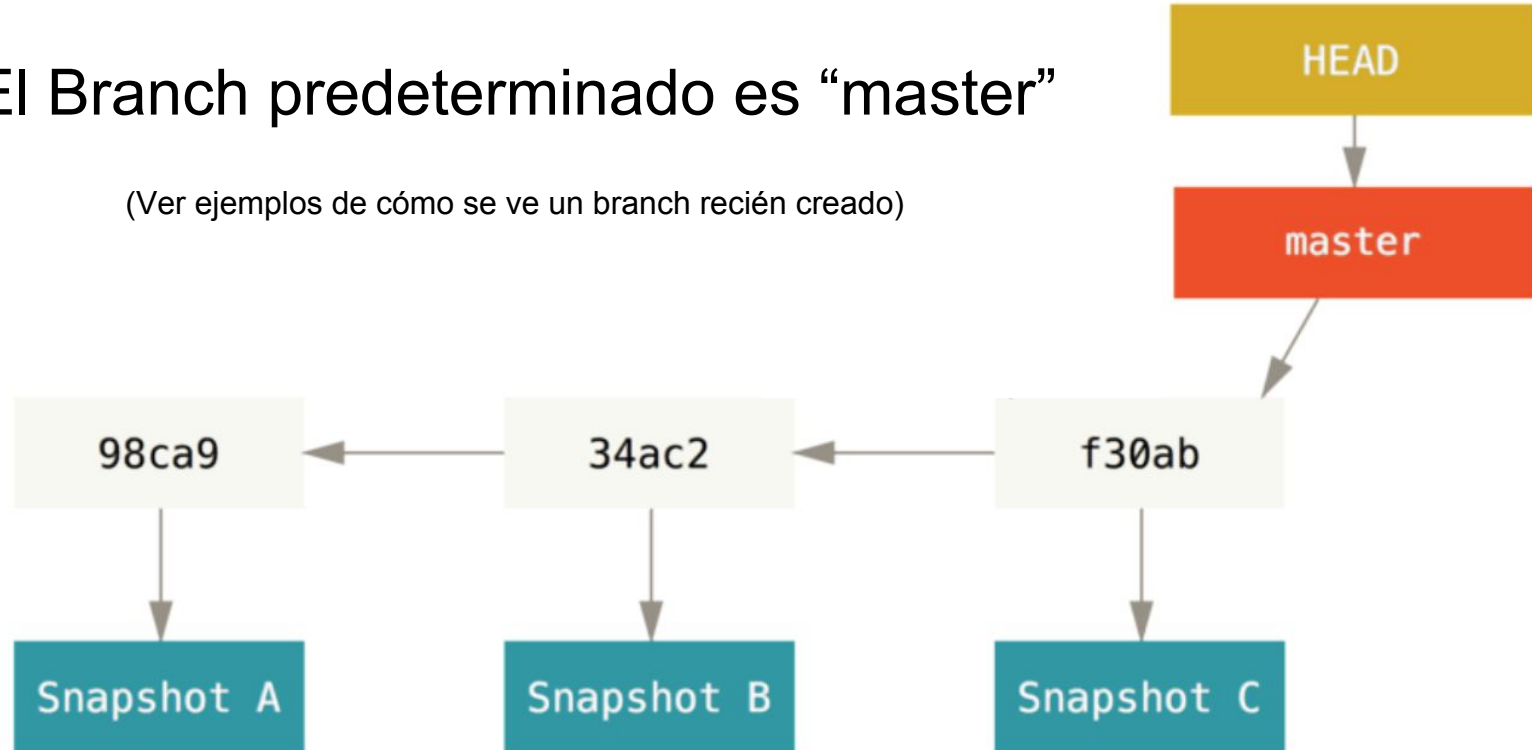 El Branch predeterminado es “master”
(Ver ejemplos de cómo se ve un branch recién creado)
HEAD
master
98ca9
34ac2
f30ab
Snapshot A
Snapshot B
Snapshot C